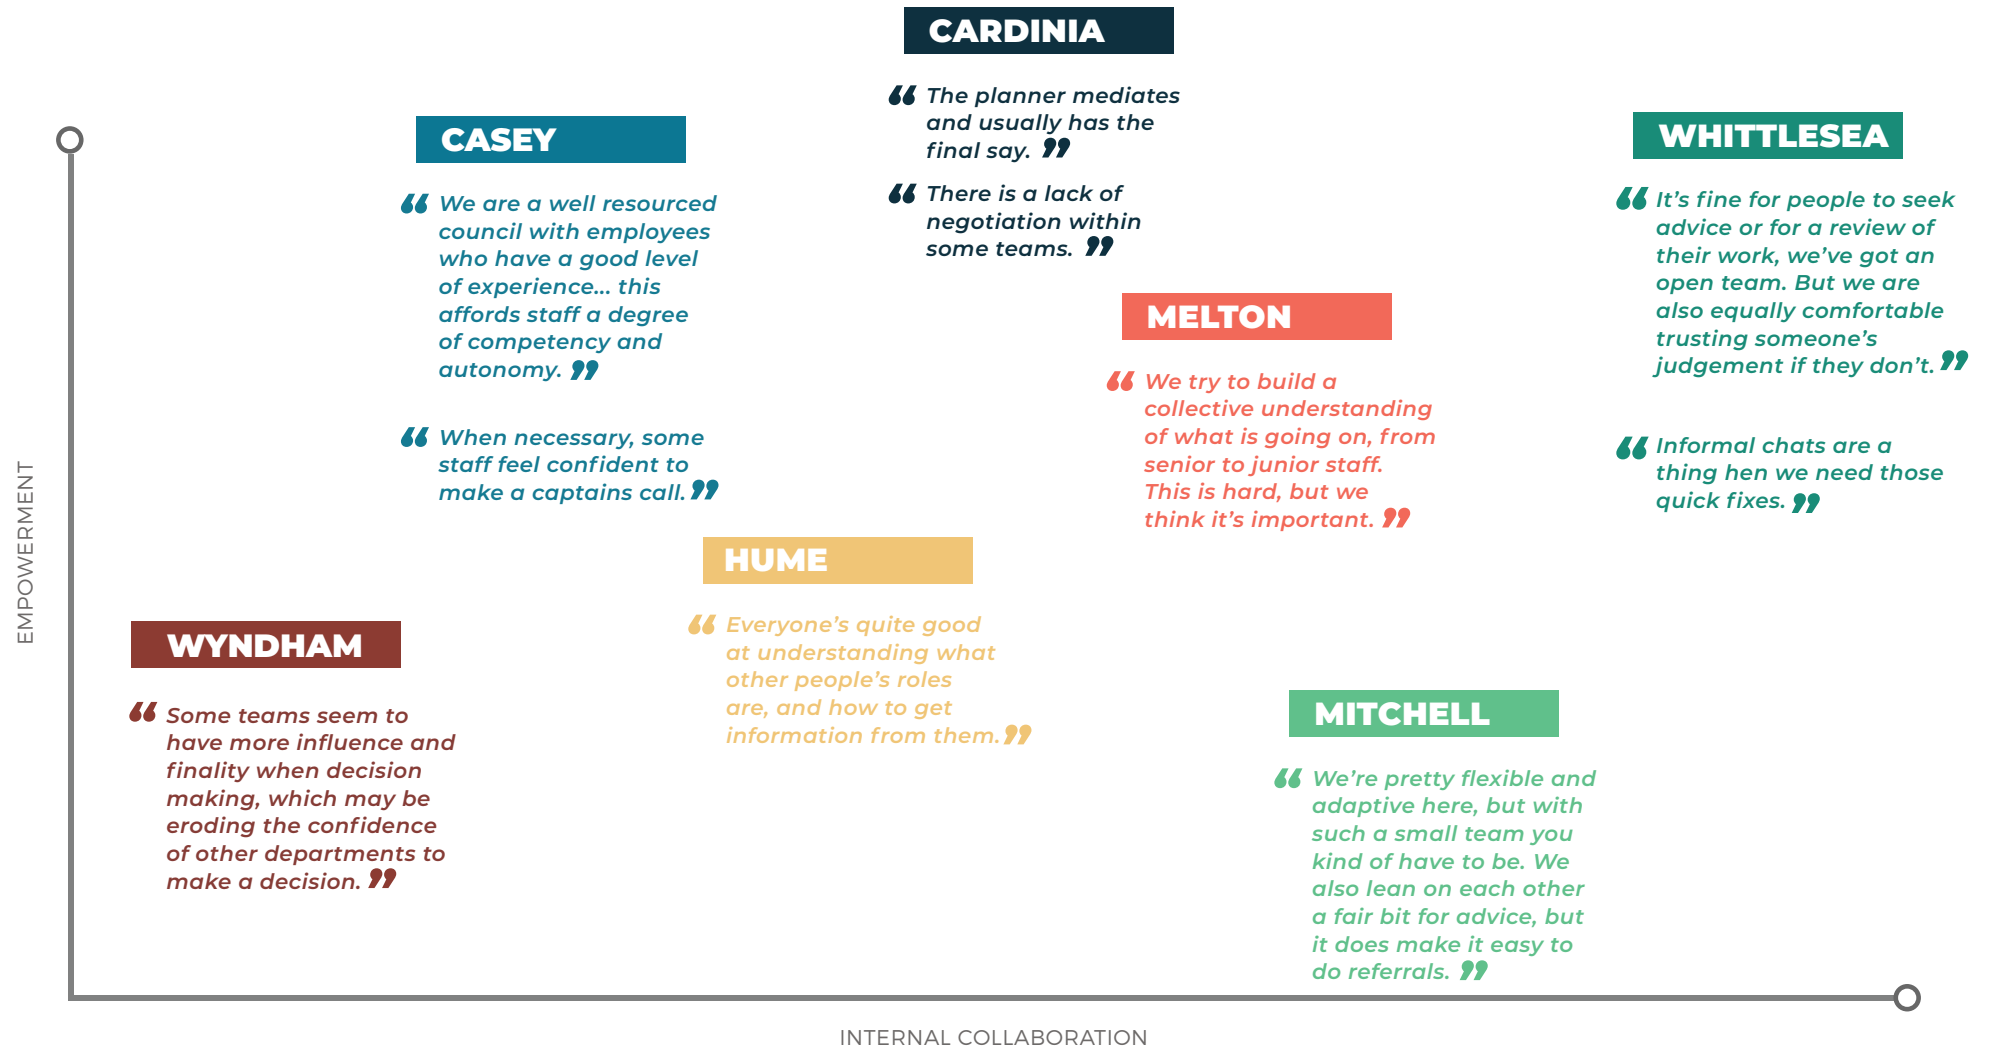 CARDINIA
“ The planner mediates
and usually has the
final say. ”
“ There is a lack of
negotiation within
some teams. ”
CASEY
“ We are a well resourced
council with employees
who have a good level
of experience... this
affords staff a degree
of competency and
autonomy. ”
“ When necessary, some
staff feel confident to
make a captains call. ”
WHITTLESEA
“ It’s fine for people to seek
advice or for a review of
their work, we’ve got an
open team. But we are
also equally comfortable
trusting someone’s
judgement if they don’t. ”
“ Informal chats are a
thing hen we need those
quick fixes. ”
MELTON
“ We try to build a
collective understanding
of what is going on, from
senior to junior staff.
This is hard, but we
think it’s important. ”
HUME
“ Everyone’s quite good
at understanding what
other people’s roles
are, and how to get
information from them. ”
WYNDHAM
“ Some teams seem to
have more influence and
finality when decision
making, which may be
eroding the confidence
of other departments to
make a decision. ”
MITCHELL
“ We’re pretty flexible and
adaptive here, but with
such a small team you
kind of have to be. We
also lean on each other
a fair bit for advice, but
it does make it easy to
do referrals. ”
EMPOWERMENT
INTERNAL COLLABORATION